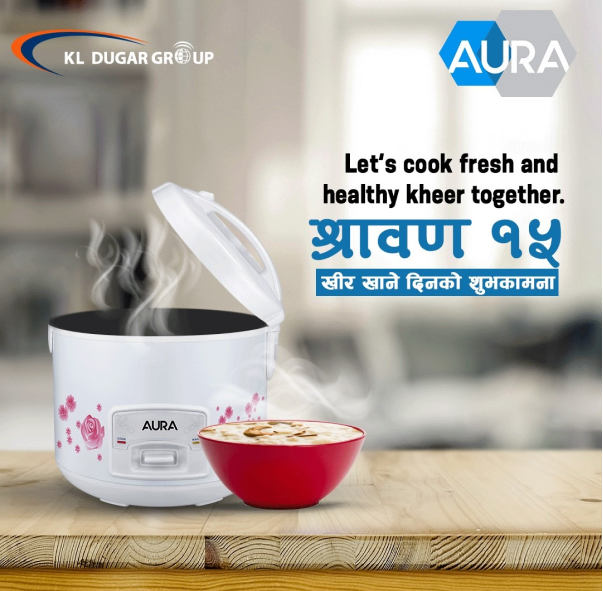 KL DUGAR GROUP
AURA
Let's cook fresh and
healthy kheer together.
श्रावण १५
खीर खाने दिनको शुभकामना
AURA